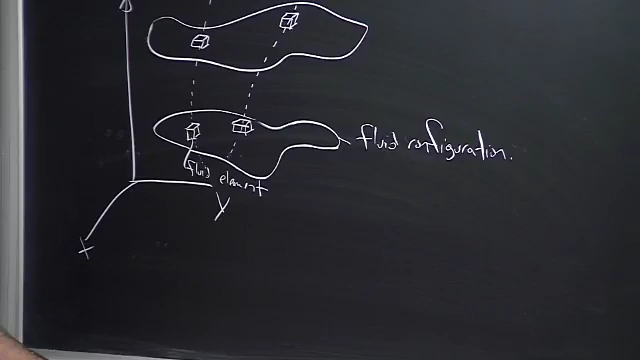 fluid configuration.
fluid element
Y
X